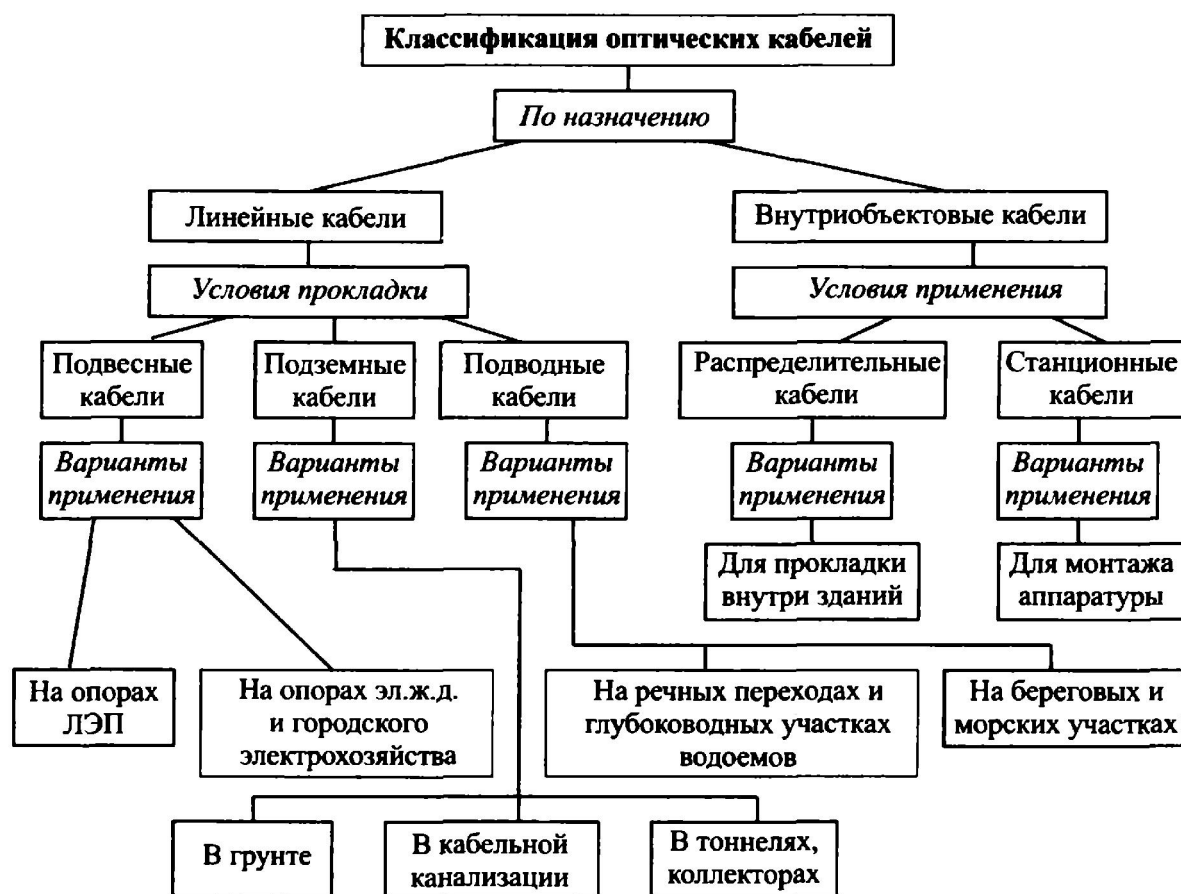 Классификация оптических кабелей
По назначению
Линейные кабели
Внутриобъектовые кабели
Условия прокладки
Условия применения
Подвесные
кабели
Подземные
кабели
Подводные
кабели
Распределительные
кабели
Станционные
кабели
Варианты
применения
Варианты
применения
Варианты
применения
Варианты
применения
Варианты
применения
Для прокладки
внутри зданий
Для монтажа
аппаратуры
На опорах
ЛЭП
На опорах эл.ж.д.
и городского
электрохозяйства
На речных переходах и
глубоководных участках
водоемов
На береговых и
морских участках
В грунте
В кабельной
канализации
В тоннелях,
коллекторах